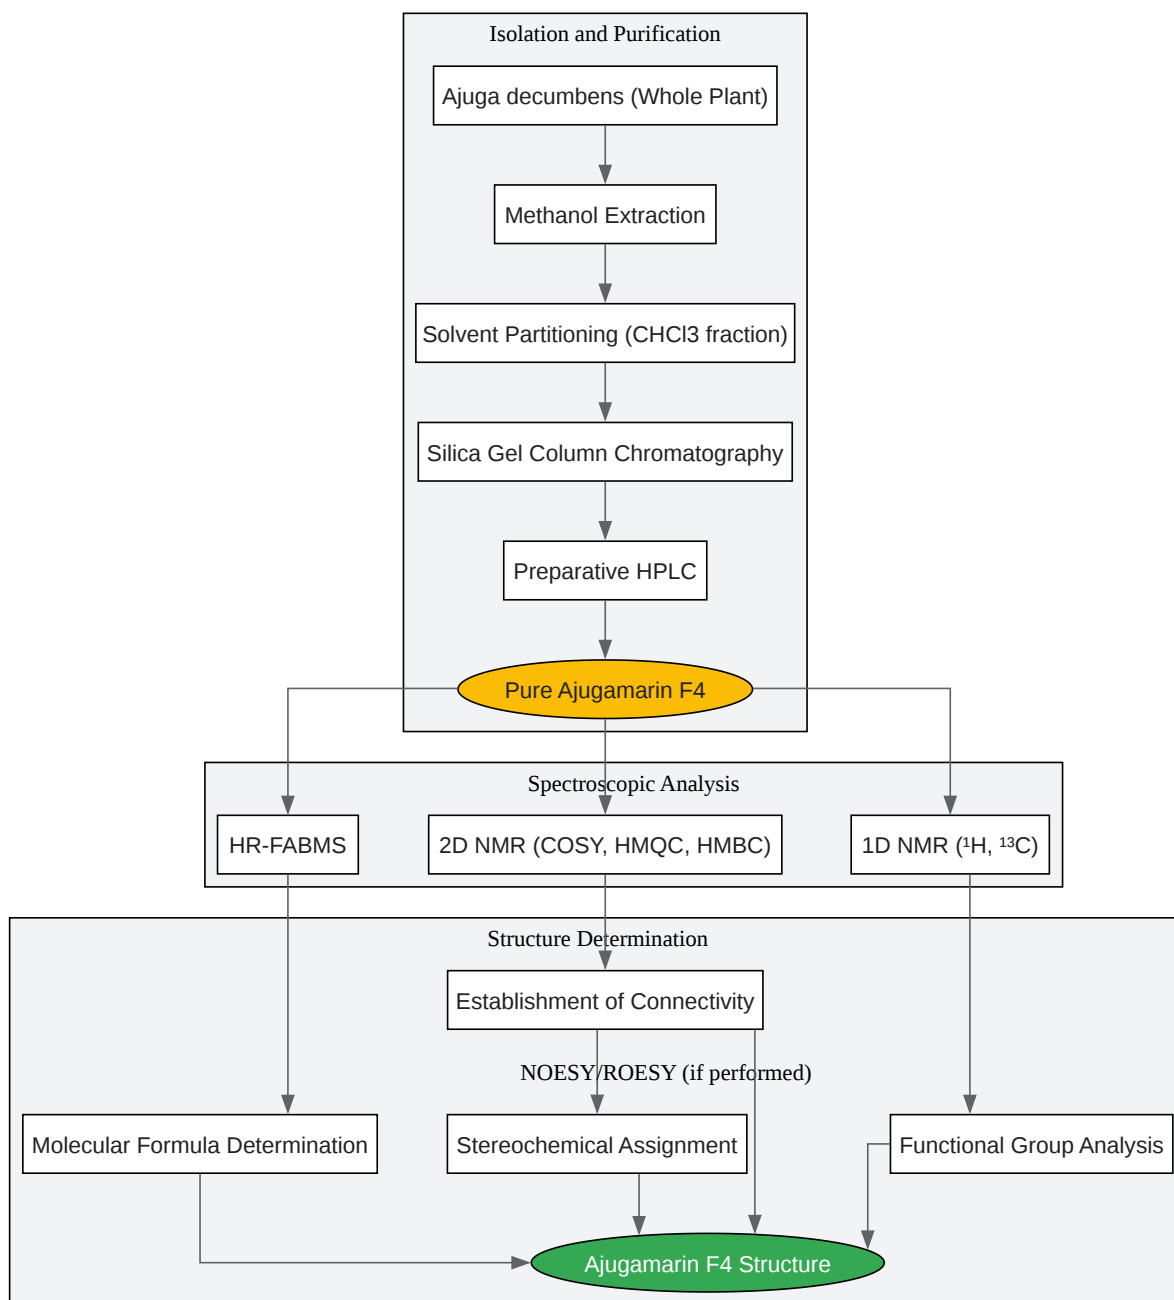 Isolation and Purification
Ajuga decumbens (Whole Plant)
Methanol Extraction
Solvent Partitioning (CHCl3 fraction)
Silica Gel Column Chromatography
Preparative HPLC
Pure Ajugamarin F4
Spectroscopic Analysis
HR-FABMS
2D NMR (COSY, HMQC, HMBC)
1D NMR (¹H, ¹³C)
Structure Determination
Establishment of Connectivity
NOESY/ROESY (if performed)
Molecular Formula Determination
Stereochemical Assignment
Functional Group Analysis
Ajugamarin F4 Structure